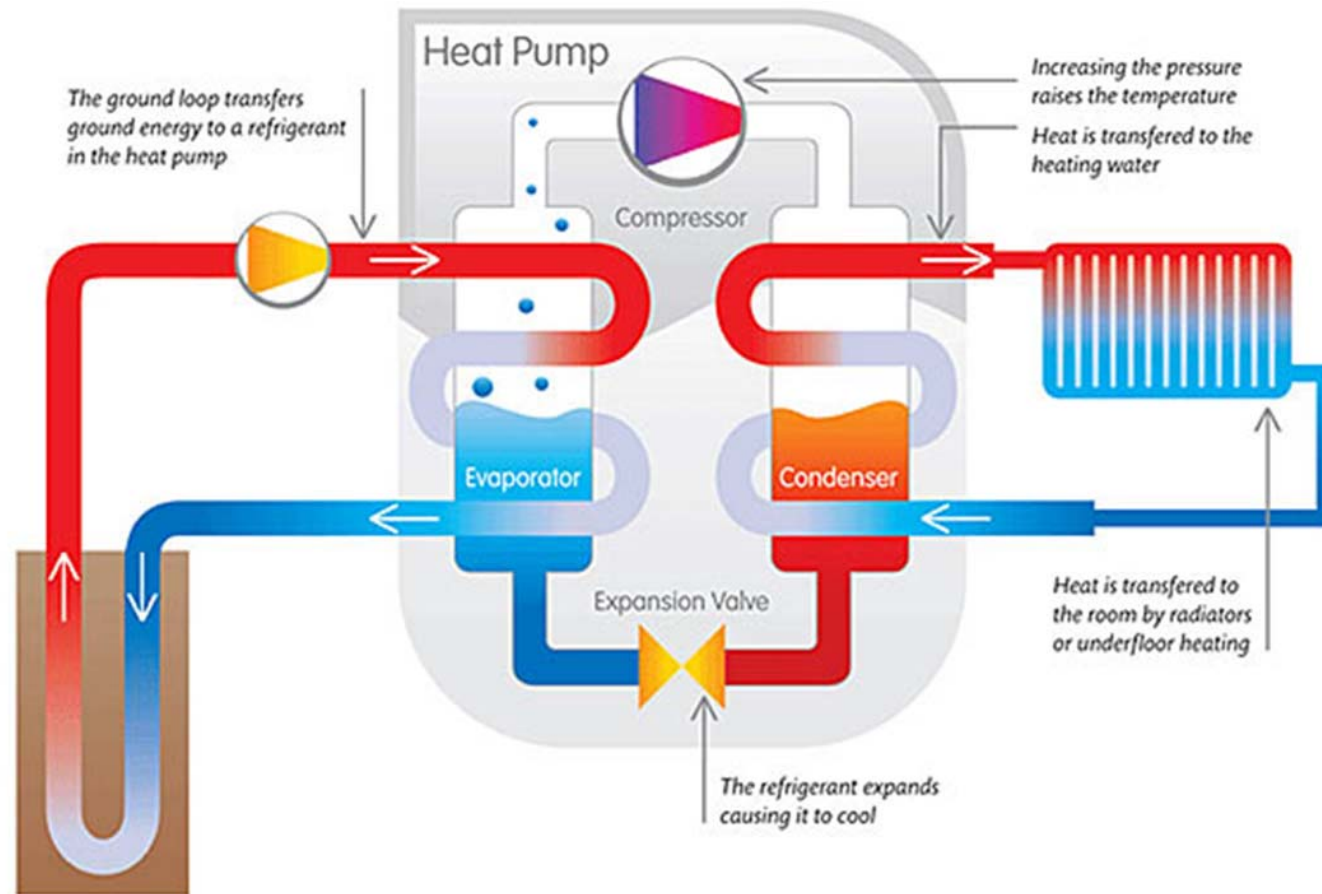 Heat Pump
The ground loop transfers
ground energy to a refrigerant
in the heat pump
Increasing the pressure
raises the temperature
Heat is transfered to the
heating water
Compressor
Evaporator
Condenser
Expansion Valve
Heat is transfered to
the room by radiators
or underfloor heating
The refrigerant expands
causing it to cool